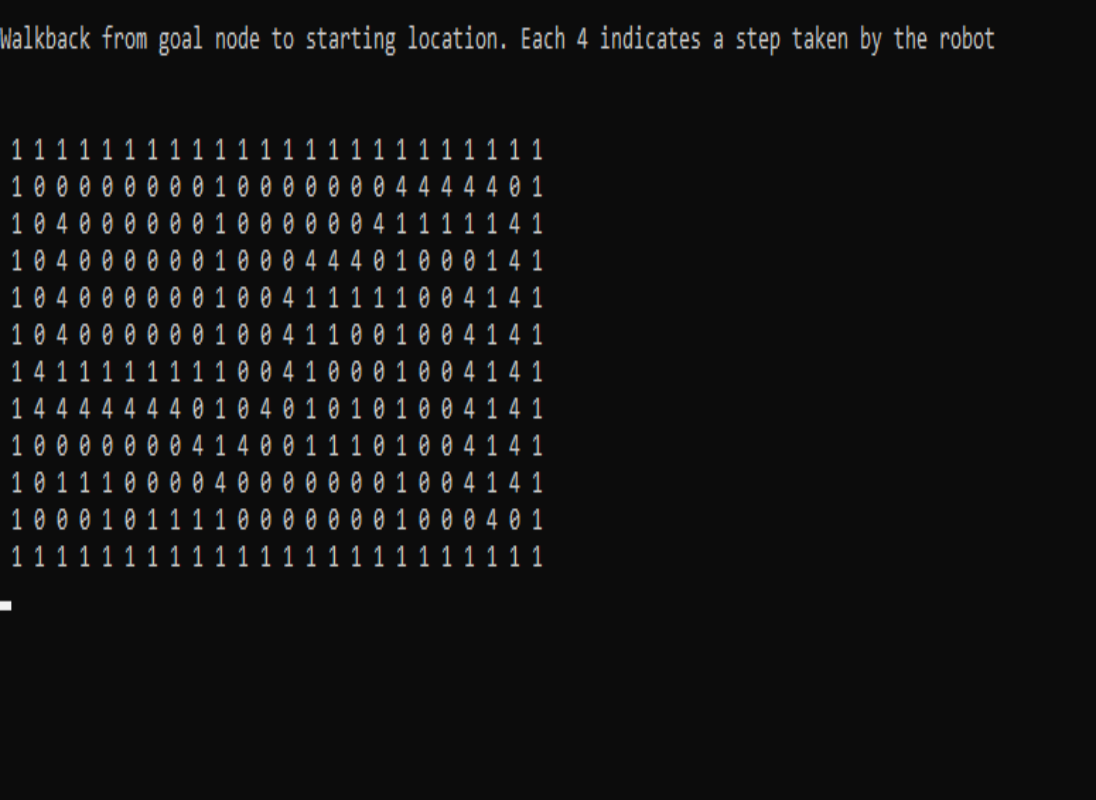 Walkback from goal node to starting location. Each 4 indicates a step taken by the robot
1 1 1 1 1 1 1 1 1 1 1 1 1 1 1 1 1 1 1 1 1 1 1 1
1 0 0 0 0 0 0 0 0 1 0 0 0 0 0 0 0 4 4 4 4 4 0 1
1 0 4 0 0 0 0 0 0 1 0 0 0 0 0 0 4 1 1 1 1 1 4 1
1 0 4 0 0 0 0 0 0 1 0 0 0 4 4 4 0 1 0 0 0 1 4 1
1 0 4 0 0 0 0 0 0 1 0 0 4 1 1 1 1 1 0 0 4 1 4 1
1 0 4 0 0 0 0 0 0 1 0 0 4 1 1 0 0 1 0 0 4 1 4 1
1 4 1 1 1 1 1 1 1 1 0 0 4 1 0 0 0 1 0 0 4 1 4 1
1 4 4 4 4 4 4 4 0 1 0 4 0 1 0 1 0 1 0 0 4 1 4 1
1 0 0 0 0 0 0 0 4 1 4 0 0 1 1 1 0 1 0 0 4 1 4 1
1 0 1 1 1 0 0 0 0 4 0 0 0 0 0 0 0 1 0 0 4 1 4 1
1 0 0 0 1 0 1 1 1 1 0 0 0 0 0 0 0 1 0 0 0 4 0 1
1 1 1 1 1 1 1 1 1 1 1 1 1 1 1 1 1 1 1 1 1 1 1 1